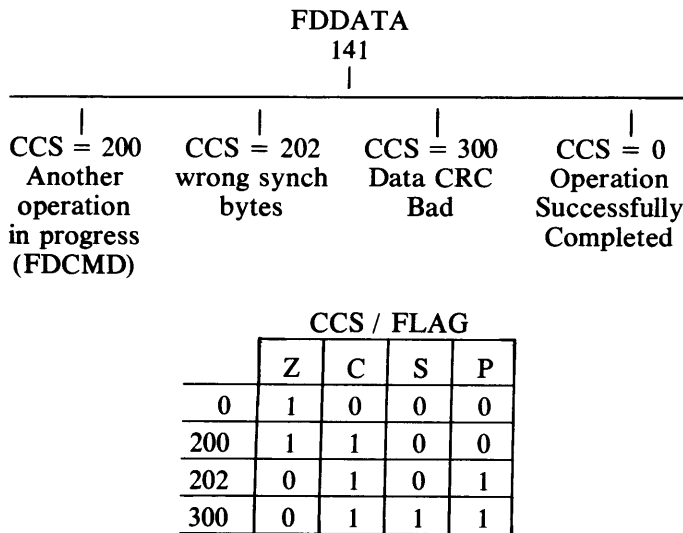 FDDATA
141
CCS = 200 CCS = 202 CCS = 300 CCS = 0
Another wrong synch Data CRC Operation
operation bytes Bad Successfully
in progress Completed
(FDCMD)
CCS / FLAG
Z C S P
0 1 0 0 0
200 1 1 0 0
202 0 1 0 1
300 0 1 1 1